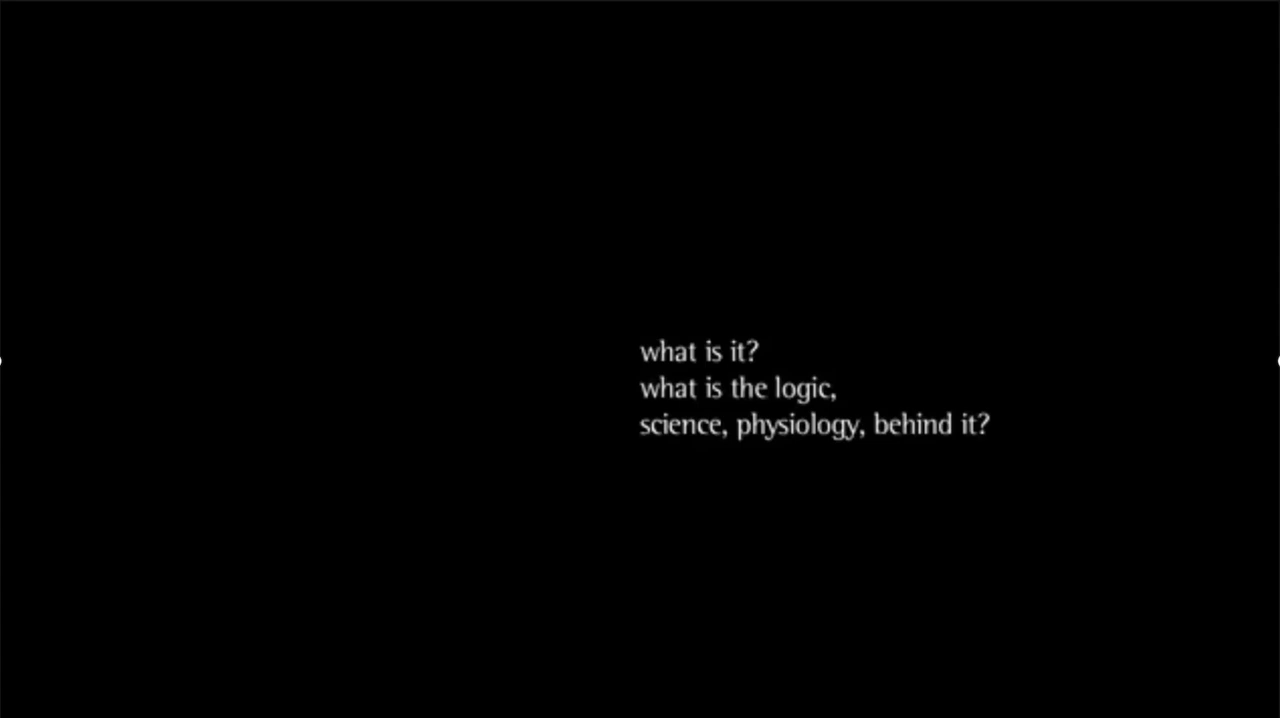 what is it?
what is the logic,
science, physiology, behind it?